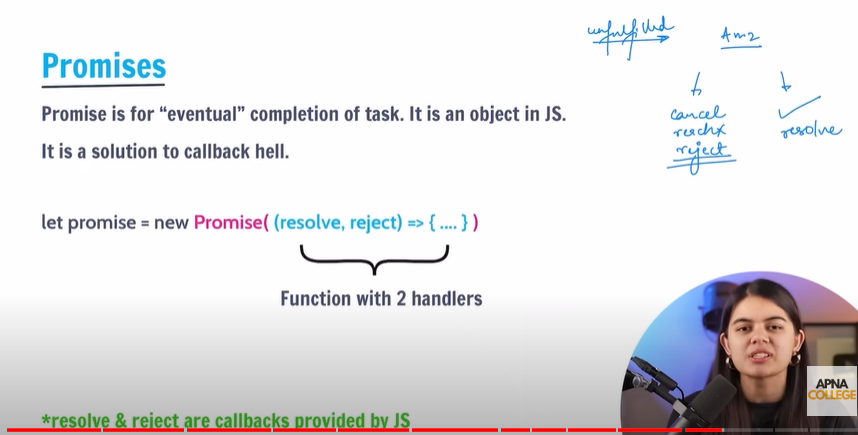 unfulfilled
Amz
Promises
cancel
reject
resolve
Promise is for “eventual” completion of task. It is an object in JS.
It is a solution to callback hell.
let promise = new Promise( (resolve, reject) => { .... } )
Function with 2 handlers
APNA
COLLEGE
*resolve & reject are callbacks provided by JS